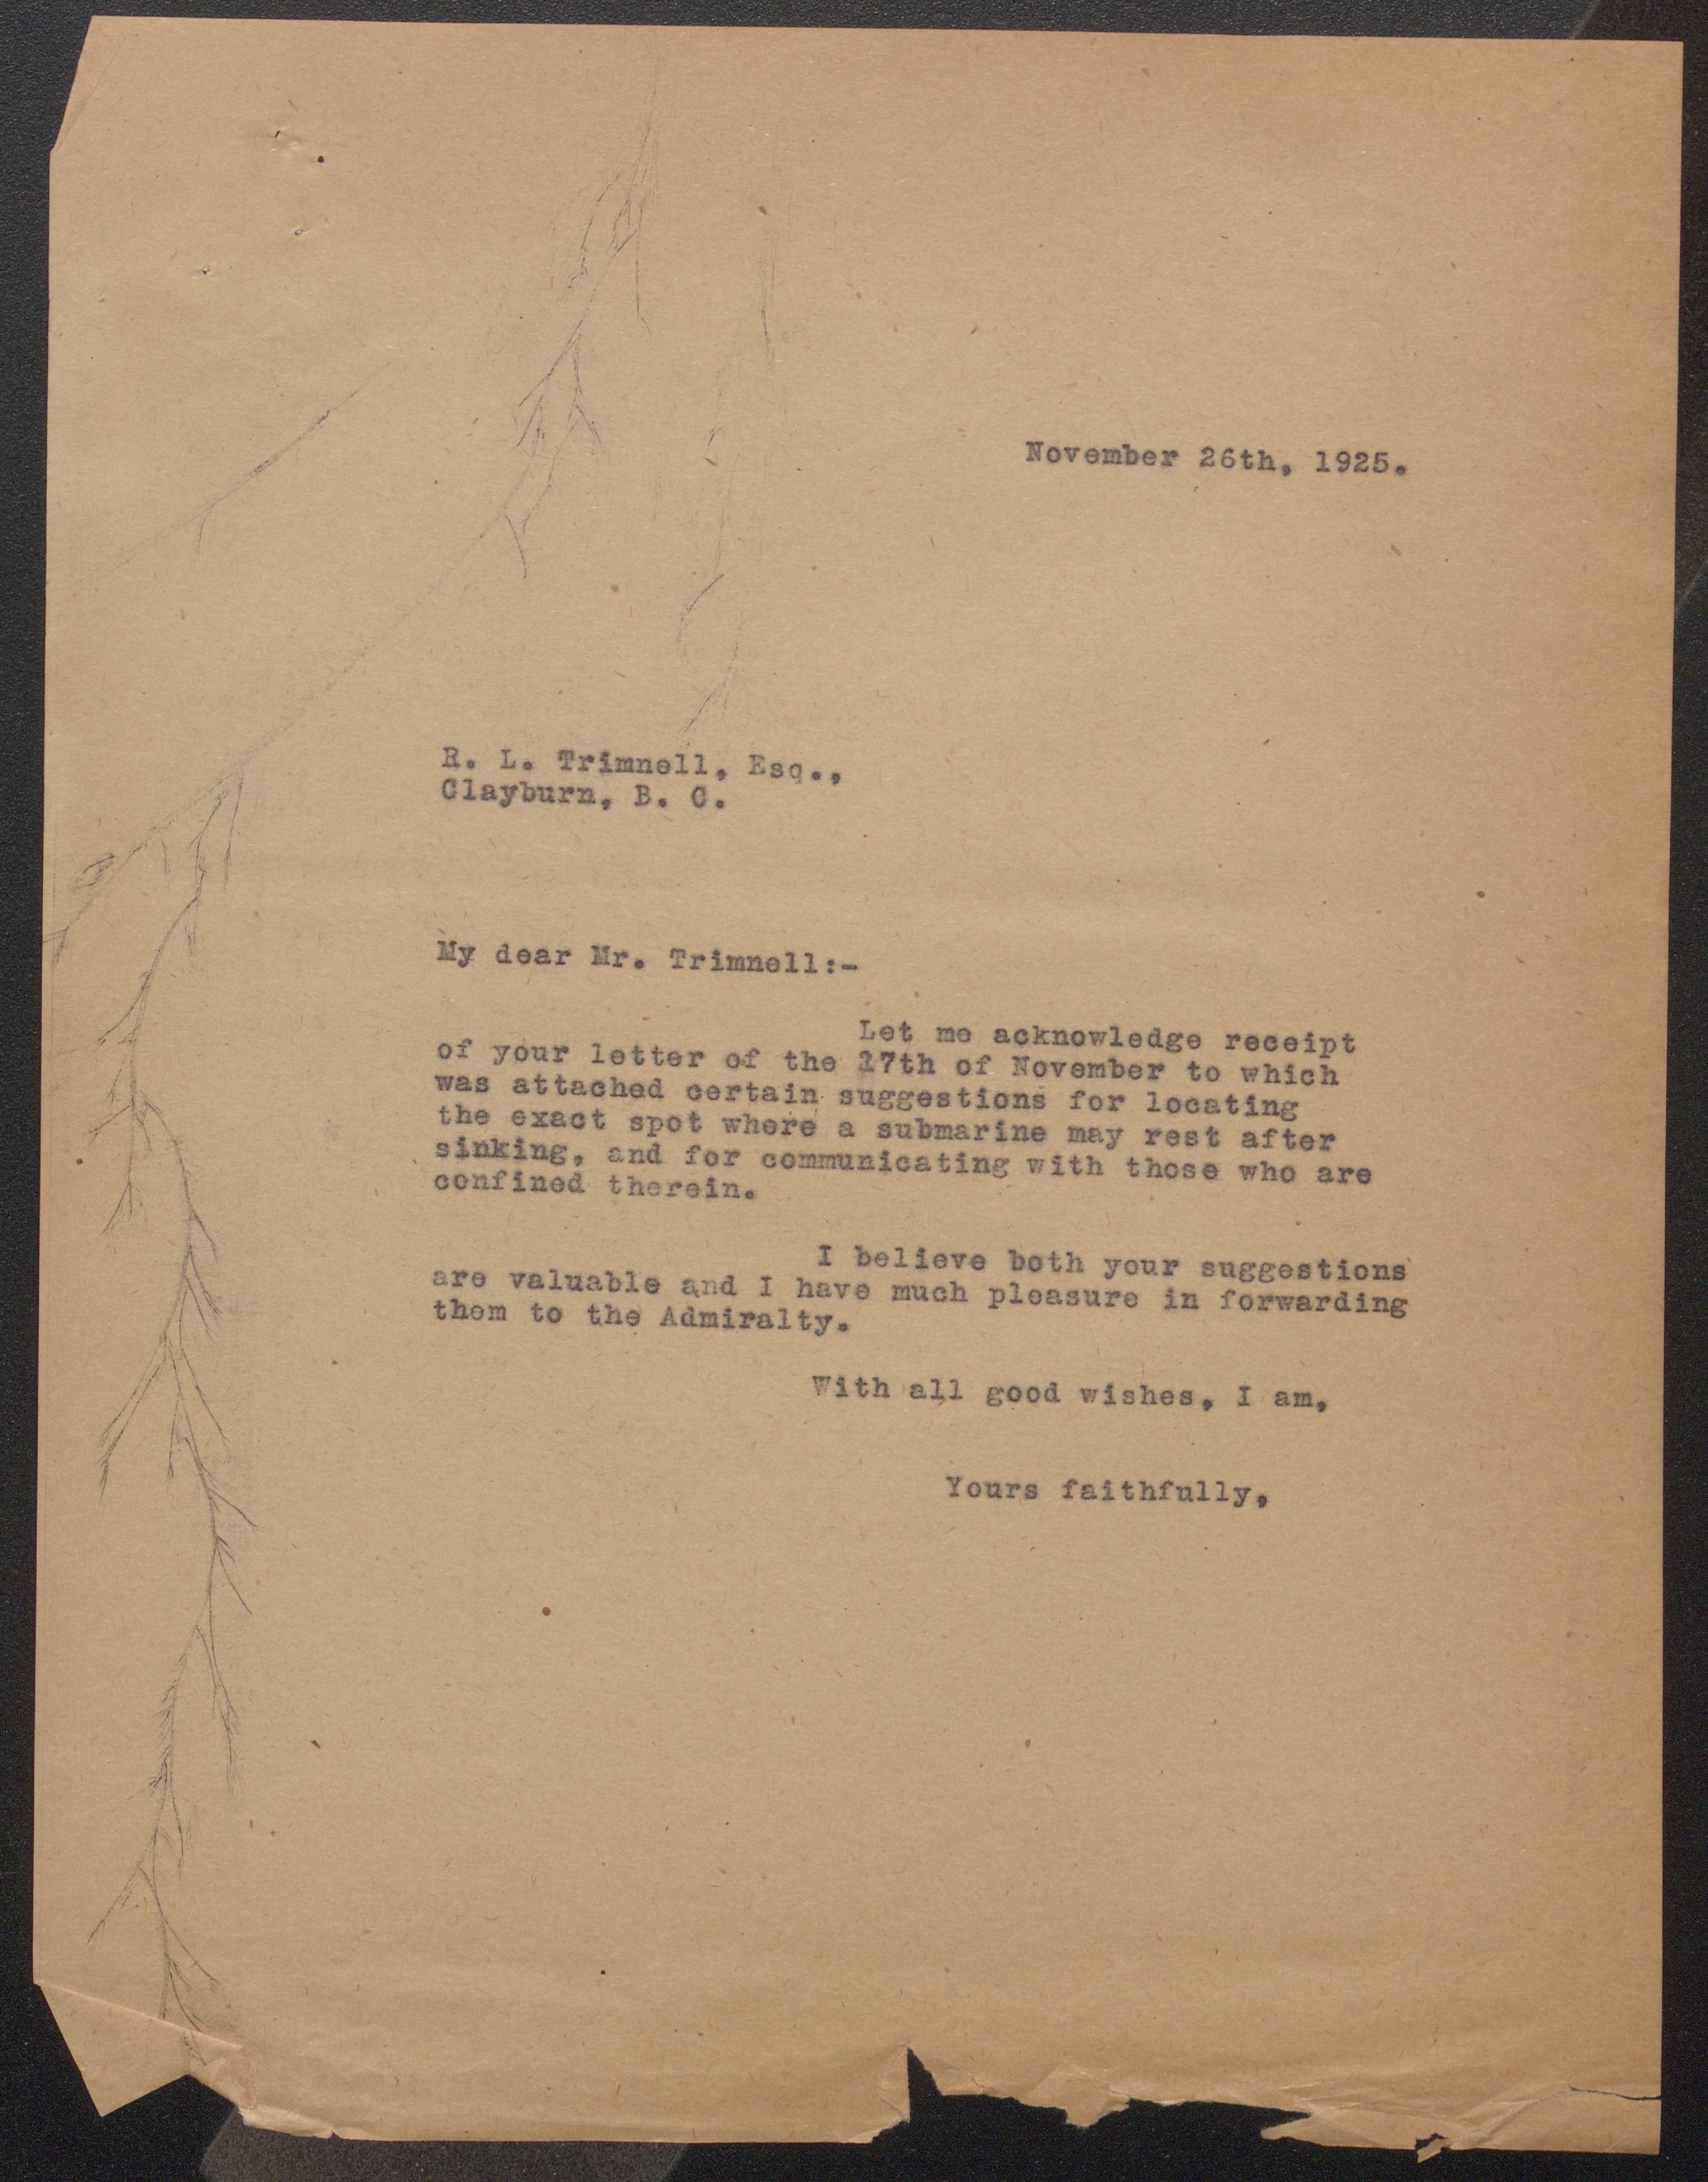 November 26th, 1925.
R. L. Trimnell, Esq.,
Clayburn, B. C.
My dear Mr. Trimnell:-
Let me acknowledge receipt
of your letter of the 17th of November to which
was attached certain suggestions for locating
the exact spot where a submarine may rest after
sinking, and for communicating with those who are
confined therein.
I believe both your suggestions
are valuable and I have much pleasure in forwarding
them to the Admiralty.
With all good wishes, I am,
Yours faithfully,